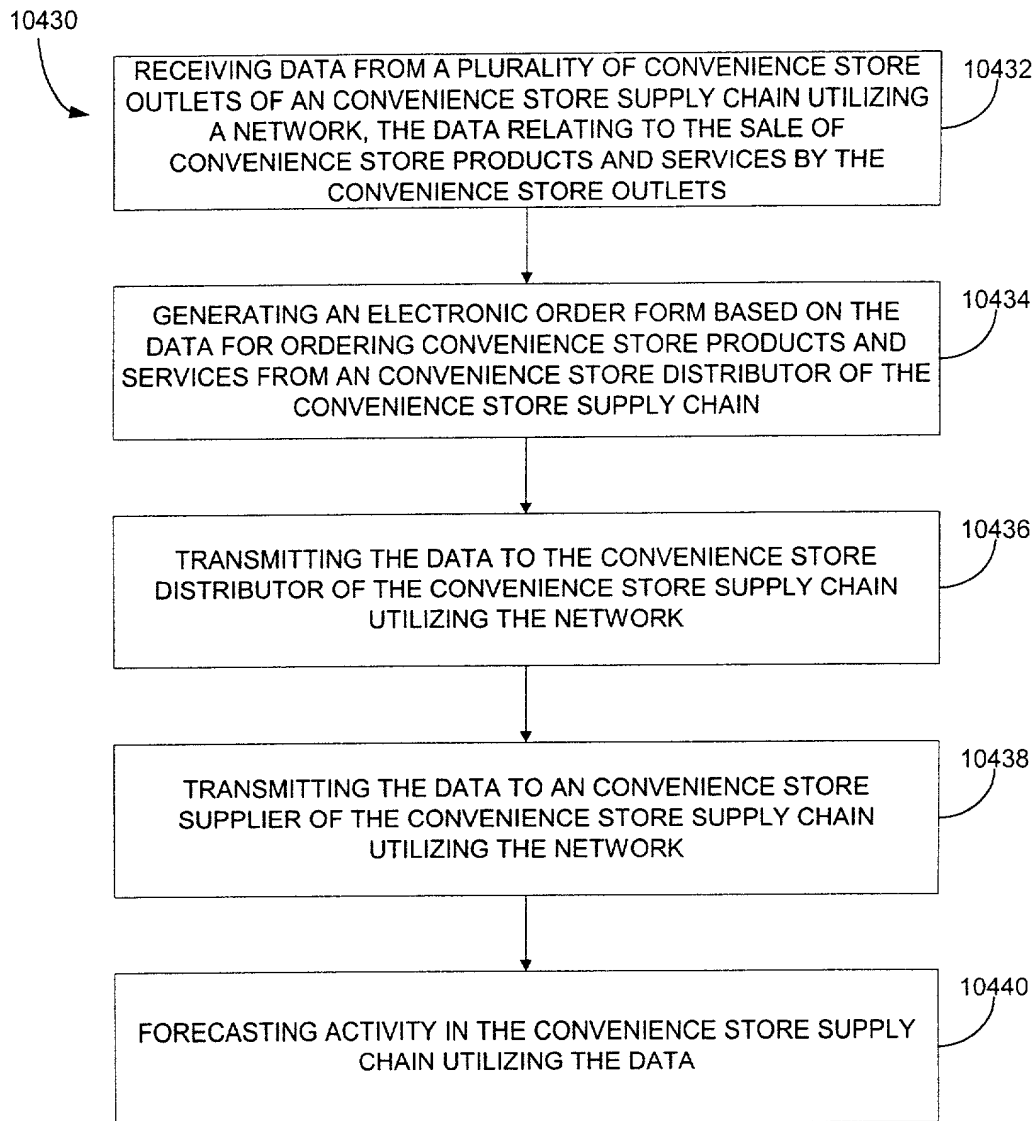 10430
RECEIVING DATA FROM A PLURALITY OF CONVENIENCE STORE
OUTLETS OF AN CONVENIENCE STORE SUPPLY CHAIN UTILIZING
A NETWORK, THE DATA RELATING TO THE SALE OF
CONVENIENCE STORE PRODUCTS AND SERVICES BY THE
CONVENIENCE STORE OUTLETS
10432
GENERATING AN ELECTRONIC ORDER FORM BASED ON THE
DATA FOR ORDERING CONVENIENCE STORE PRODUCTS AND
SERVICES FROM AN CONVENIENCE STORE DISTRIBUTOR OF THE
CONVENIENCE STORE SUPPLY CHAIN
10434
TRANSMITTING THE DATA TO THE CONVENIENCE STORE
DISTRIBUTOR OF THE CONVENIENCE STORE SUPPLY CHAIN
UTILIZING THE NETWORK
10436
TRANSMITTING THE DATA TO AN CONVENIENCE STORE
SUPPLIER OF THE CONVENIENCE STORE SUPPLY CHAIN
UTILIZING THE NETWORK
10438
FORECASTING ACTIVITY IN THE CONVENIENCE STORE SUPPLY
CHAIN UTILIZING THE DATA
10440